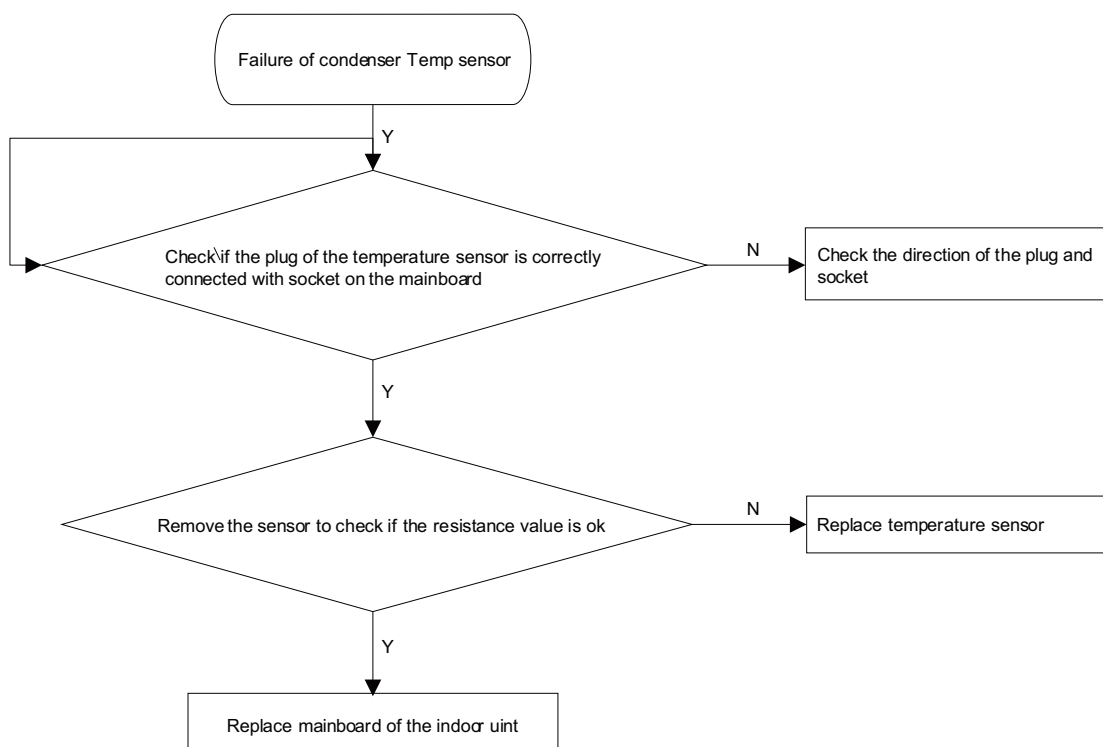 Failure of condenser Temp sensor
Y
Check if the plug of the temperature sensor is correctly
connected with socket on the mainboard
N
Check the direction of the plug and
socket
Y
Remove the sensor to check if the resistance value is ok
N
Replace temperature sensor
Y
Replace mainboard of the indoor uint